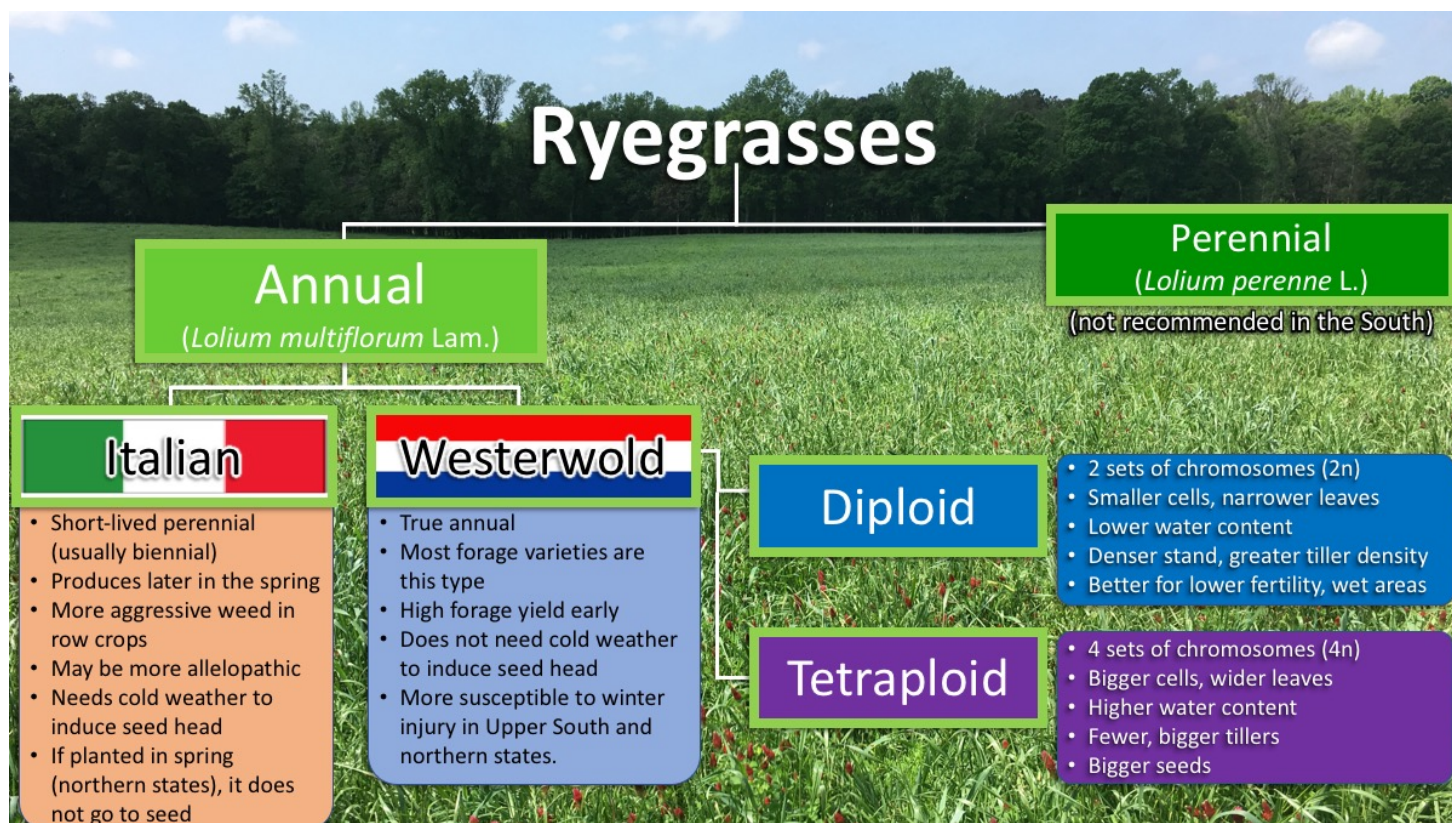 Ryegrasses
Annual
(Lolium multiflorum Lam.)
Perennial
(Lolium perenne L.)
(not recommended in the South)
Italian
• Short-lived perennial
(usually biennial)
• Produces later in the spring
• More aggressive weed in
row crops
• May be more allelopathic
• Needs cold weather to
induce seed head
• If planted in spring
(northern states), it does
not go to seed
Westerwold
• True annual
• Most forage varieties are
this type
• High forage yield early
• Does not need cold weather
to induce seed head
• More susceptible to winter
injury in Upper South and
northern states.
Diploid
• 2 sets of chromosomes (2n)
• Smaller cells, narrower leaves
• Lower water content
• Denser stand, greater tiller density
• Better for lower fertility, wet areas
Tetraploid
• 4 sets of chromosomes (4n)
• Bigger cells, wider leaves
• Higher water content
• Fewer, bigger tillers
• Bigger seeds